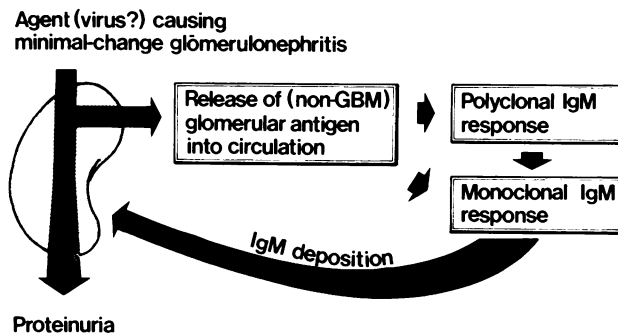 Agent (virus?) causing
minimal-change glomerulonephritis
Release of (non-GBM)
glomerular antigen
into circulation
Polyclonal IgM
response
Monoclonal IgM
response
IgM deposition
Proteinuria